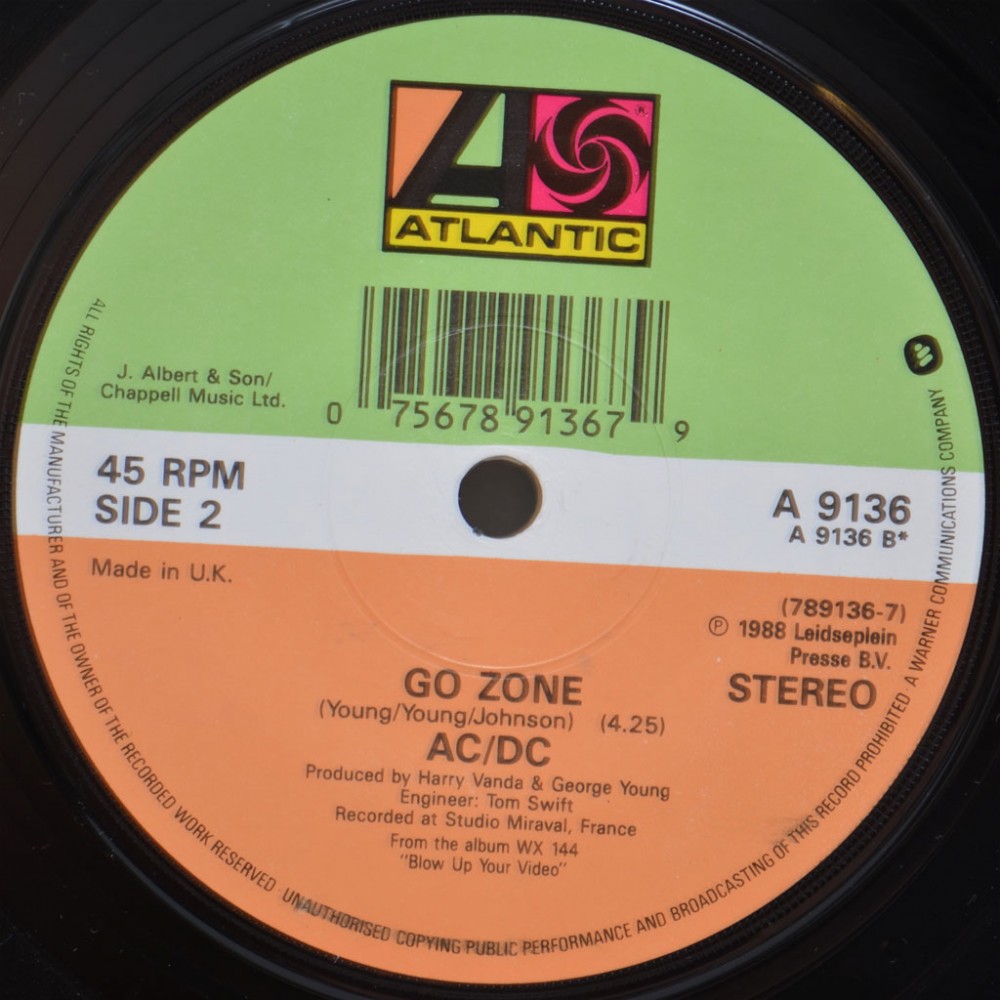 ATLANTIC
®
J. Albert & Son/
Chappell Music Ltd.
0 75678 91367 9
45 RPM
SIDE 2
A 9136
A 9136 B*
Made in U.K.
(789136-7)
℗ 1988 Leidseplein
Presse B.V.
STEREO
GO ZONE
(Young/Young/Johnson) (4.25)
AC/DC
Produced by Harry Vanda & George Young
Engineer: Tom Swift
Recorded at Studio Miraval, France
From the album WX 144
"Blow Up Your Video"
ALL RIGHTS OF THE MANUFACTURER AND OF THE OWNER OF THE RECORDED WORK RESERVED UNAUTHORISED COPYING PUBLIC PERFORMANCE AND BROADCASTING OF THIS RECORD PROHIBITED A WARNER COMMUNICATIONS COMPANY